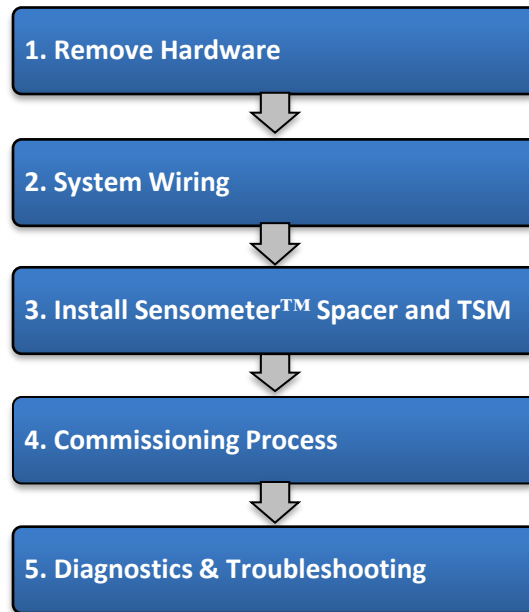 1. Remove Hardware
2. System Wiring
3. Install Sensometer™ Spacer and TSM
4. Commissioning Process
5. Diagnostics & Troubleshooting